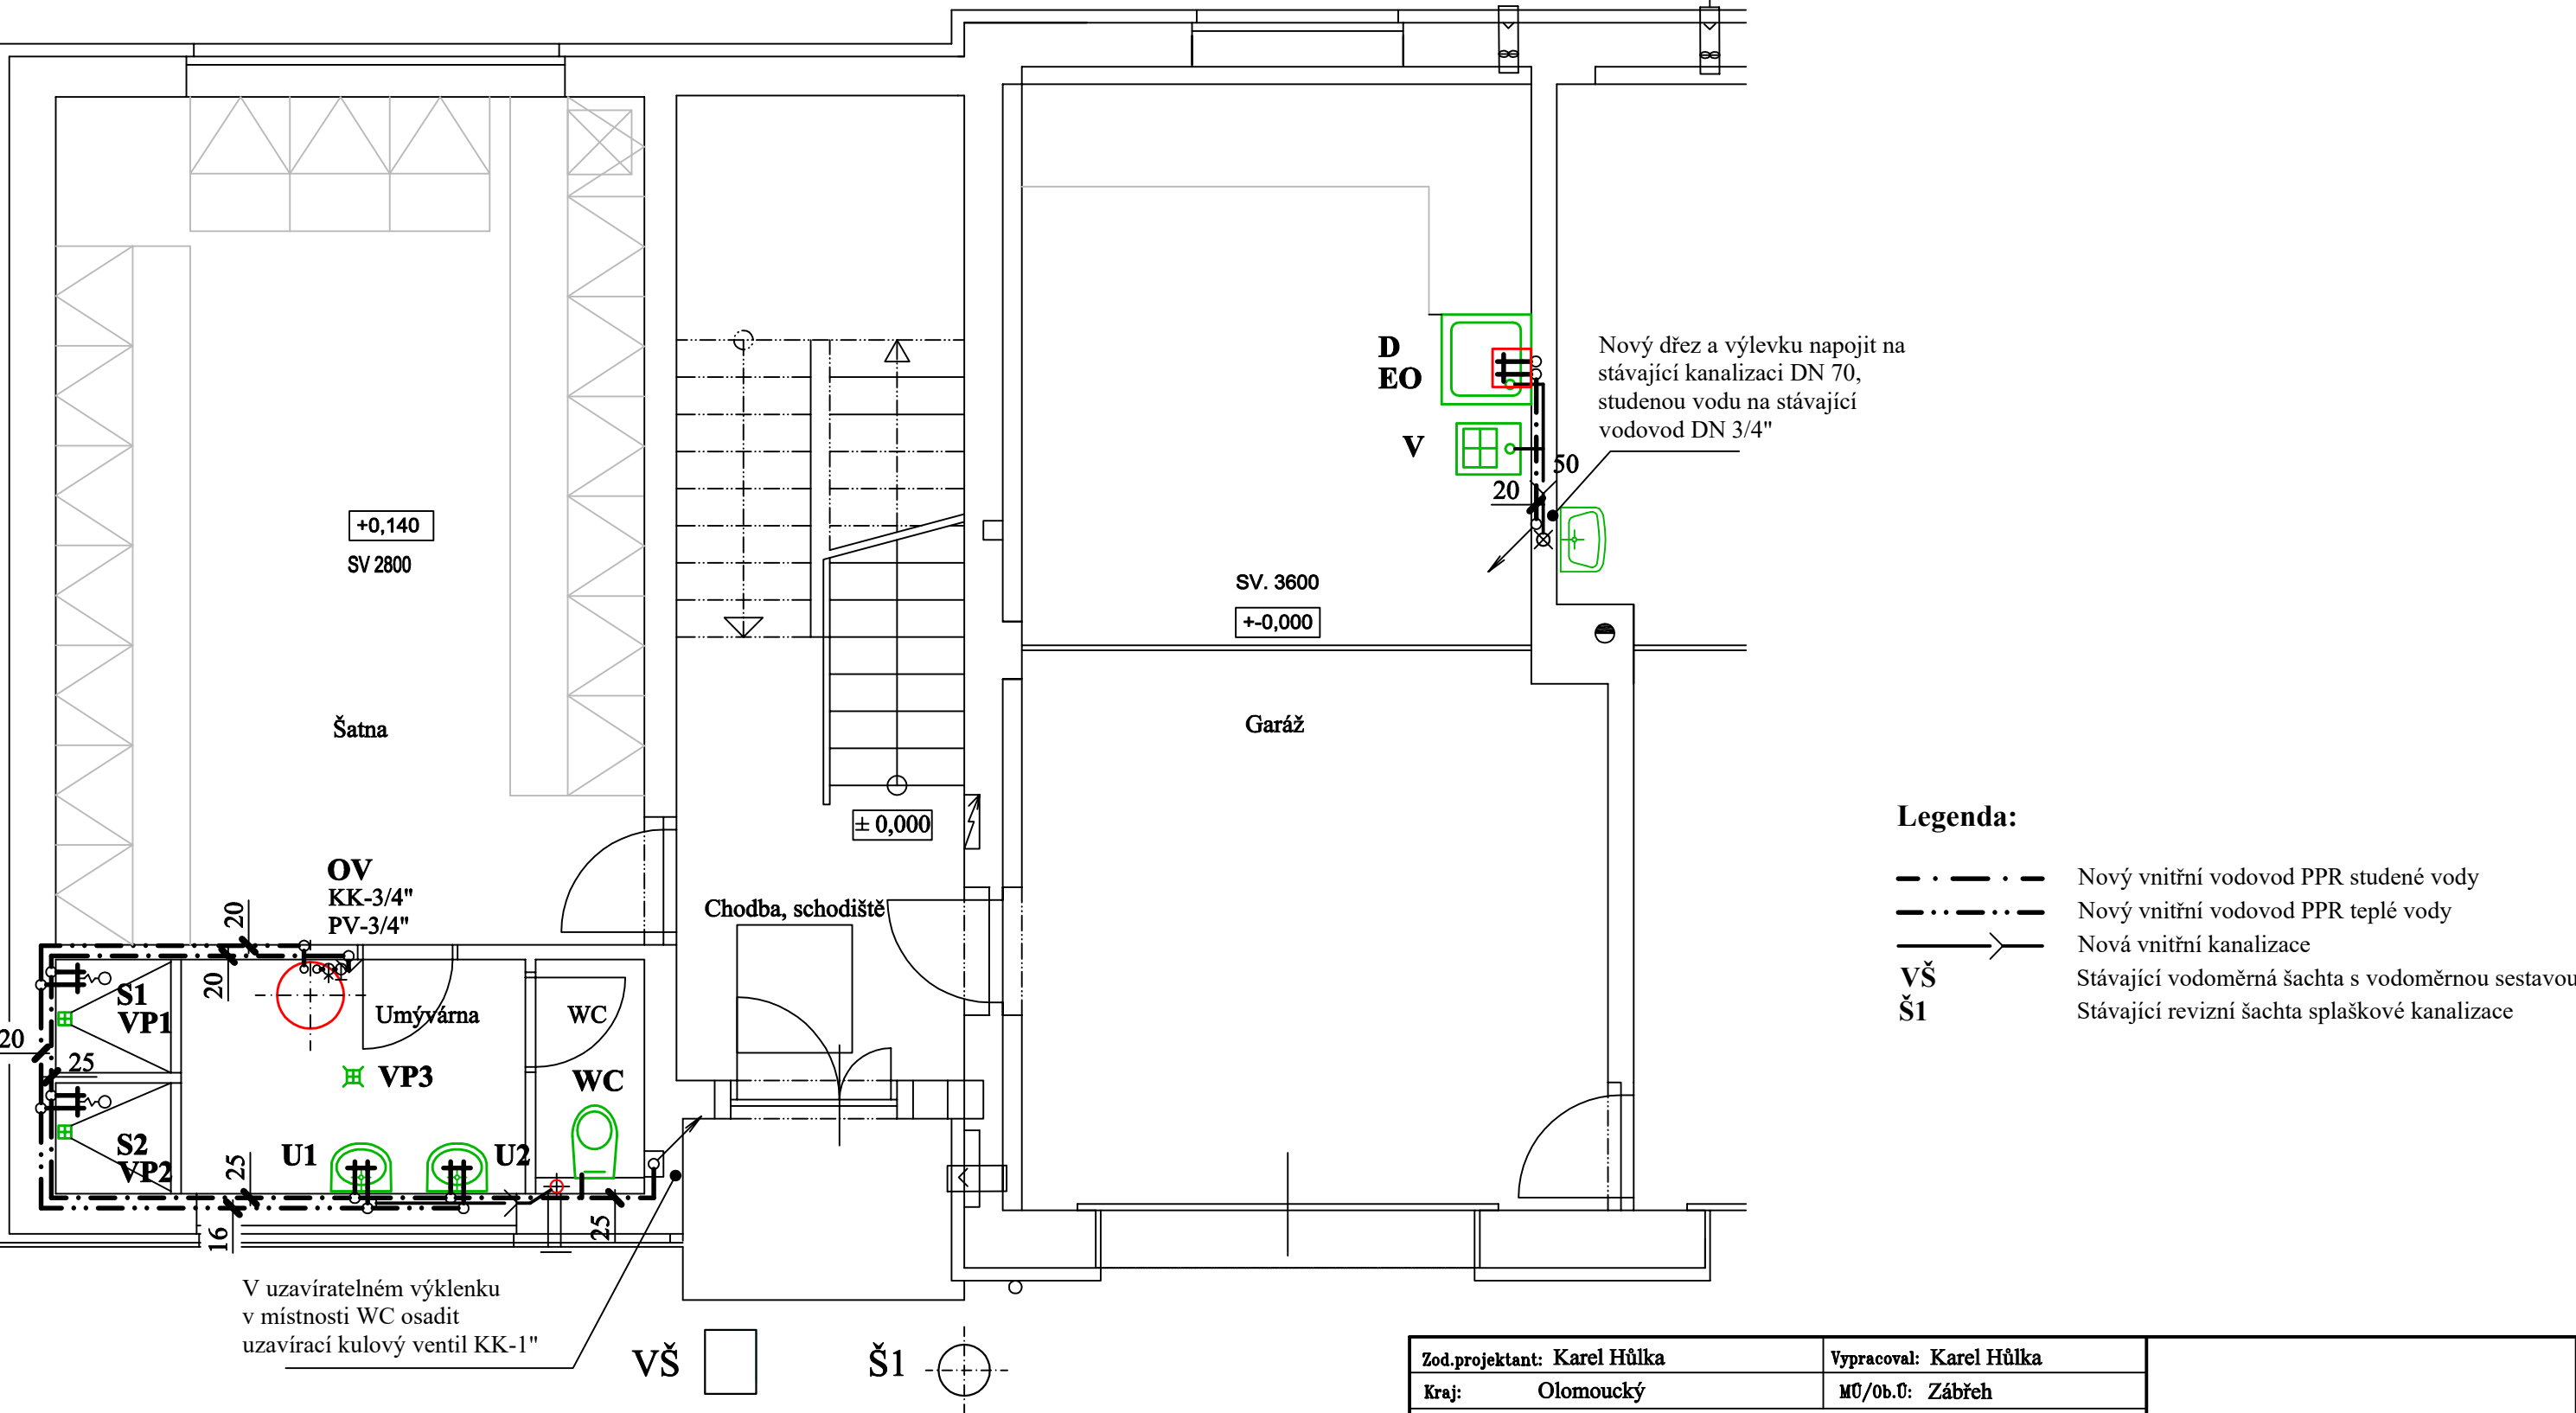 D
EO
V
Nový dřez a výlevku napojit na
stávající kanalizaci DN 70,
studenou vodu na stávající
vodovod DN 3/4"
50
20
+0,140
SV 2800
SV. 3600
+-0,000
Šatna
Garáž
± 0,000
OV
KK-3/4"
PV-3/4"
20
20
Chodba, schodiště
S1
VP1
Umývárna
WC
20
25
VP3
WC
S2
VP2
U1
U2
25
16
25
V uzavíratelném výklenku
v místnosti WC osadit
uzavírací kulový ventil KK-1"
VŠ
Š1
Legenda:
Nový vnitřní vodovod PPR studené vody
Nový vnitřní vodovod PPR teplé vody
Nová vnitřní kanalizace
VŠ Stávající vodoměrná šachta s vodoměrnou sestavou
Š1 Stávající revizní šachta splaškové kanalizace
Zod.projektant: Karel Hůlka Vypracoval: Karel Hůlka
Kraj: Olomoucký MÚ/Ob.Ú: Zábřeh